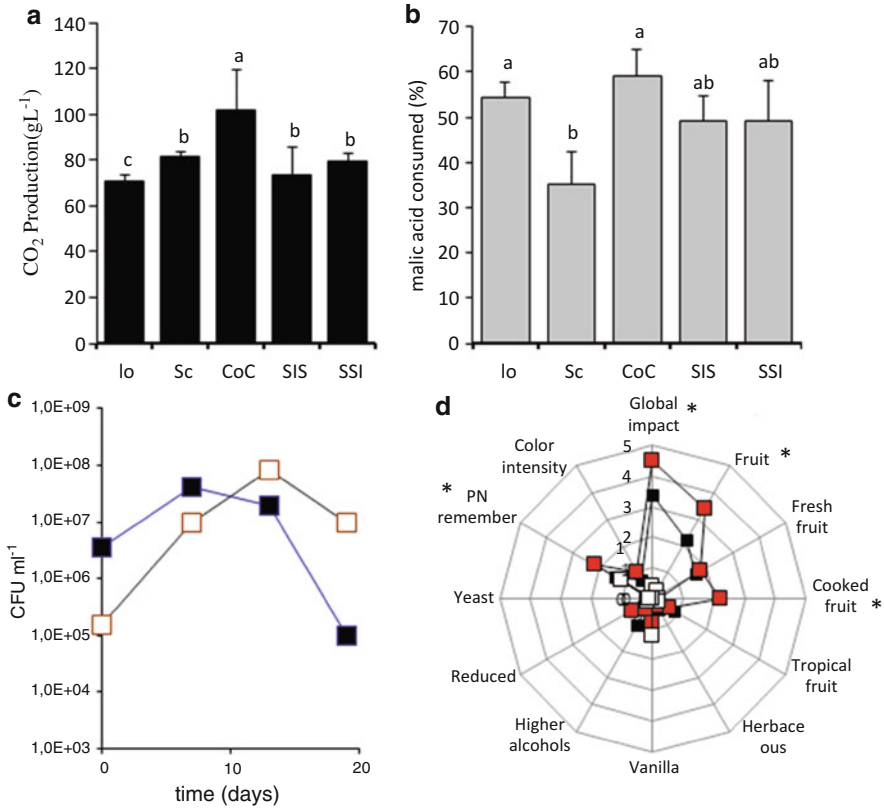 a
CO2 Production(gL-1)
140
120
100
80
60
40
20
0
c
b
a
b
b
Io Sc CoC SIS SSI
b
malic acid consumed (%)
70
60
50
40
30
20
10
0
a
b
a
ab
ab
Io Sc CoC SIS SSI
c
CFU ml-1
1,0E+09
1,0E+08
1,0E+07
1,0E+06
1,0E+05
1,0E+04
1,0E+03
0 10 20
time (days)
d
Global
impact *
Fruit *
Fresh
fruit
Cooked
fruit *
Tropical
fruit
Herbace
ous
Vanilla
Higher
alcohols
Reduced
Yeast
* PN
remember
Color
intensity
5
4
3
2
1